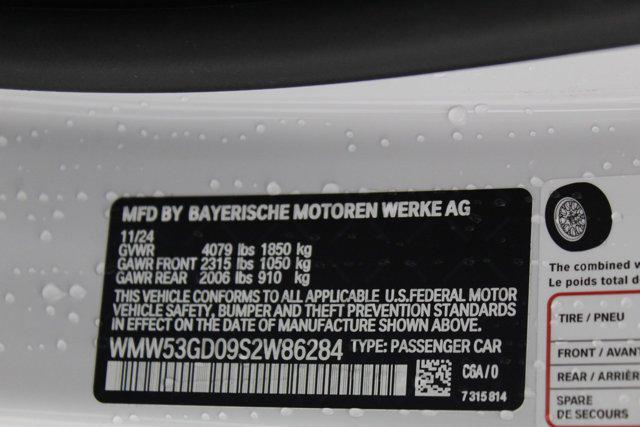 MFD BY BAYERISCHE MOTOREN WERKE AG
11/24
GVWR 4079 lbs 1850 kg
GAWR FRONT 2315 lbs 1050 kg
GAWR REAR 2006 lbs 910 kg
THIS VEHICLE CONFORMS TO ALL APPLICABLE U.S.FEDERAL MOTOR
VEHICLE SAFETY, BUMPER AND THEFT PREVENTION STANDARDS
IN EFFECT ON THE DATE OF MANUFACTURE SHOWN ABOVE.
WMW53GD09S2W86284 TYPE: PASSENGER CAR
C6A/0
7 315 814
The combined w
Le poids total d
TIRE / PNEU
FRONT / AVANT
REAR / ARRIÈR
SPARE
DE SECOURS